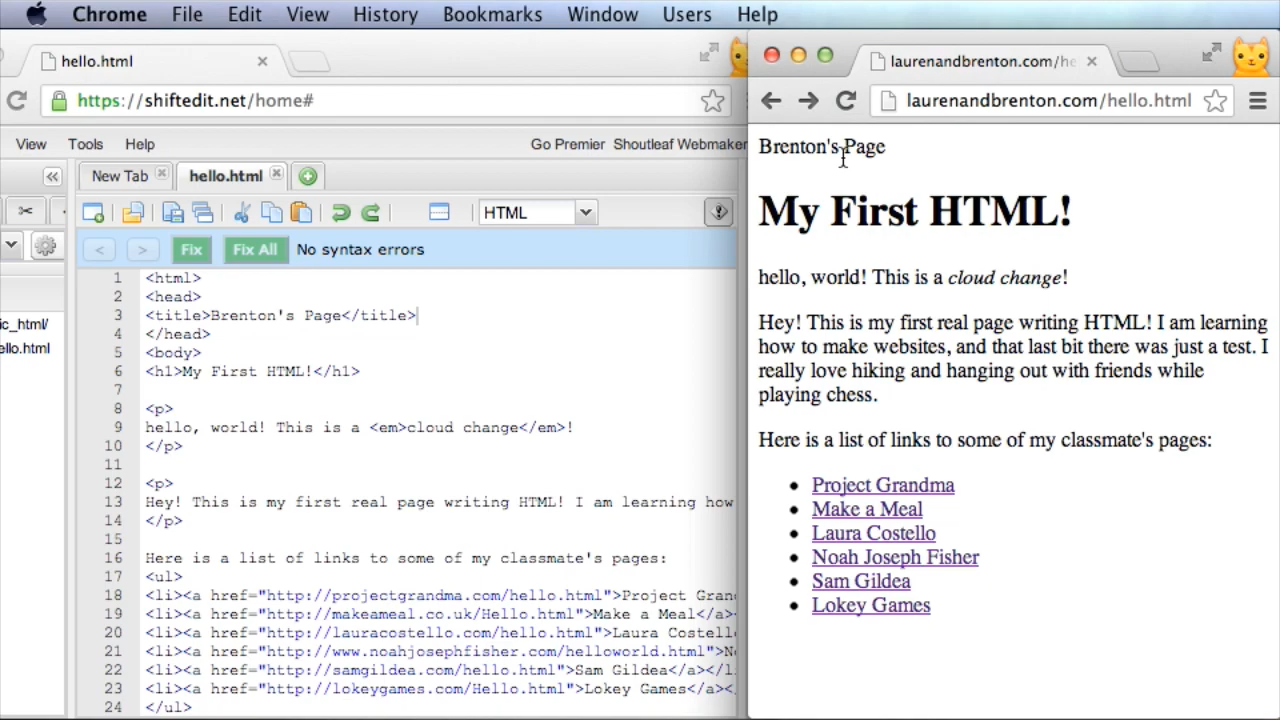 Chrome File Edit View History Bookmarks Window Users Help
hello.html
https://shiftedit.net/home#
View Tools Help Go Premier Shoutleaf Webmaker
New Tab hello.html
HTML
< > Fix Fix All No syntax errors
ic_html/
ello.html
1 <html>
2 <head>
3 <title>Brenton's Page</title>
4 </head>
5 <body>
6 <h1>My First HTML!</h1>
7
8 <p>
9 hello, world! This is a <em>cloud change</em>!
10 </p>
11
12 <p>
13 Hey! This is my first real page writing HTML! I am learning how
14 </p>
15
16 Here is a list of links to some of my classmate's pages:
17 <ul>
18 <li><a href="http://projectgrandma.com/hello.html">Project Gran
19 <li><a href="http://makeameal.co.uk/Hello.html">Make a Meal</a>
20 <li><a href="http://lauracostello.com/hello.html">Laura Costell
21 <li><a href="http://www.noahjosephfisher.com/helloworld.html">N
22 <li><a href="http://samgildea.com/hello.html">Sam Gildea</a></l
23 <li><a href="http://lokeygames.com/Hello.html">Lokey Games</a><
24 </ul>
laurenandbrenton.com/he
laurenandbrenton.com/hello.html
Brenton's Page
My First HTML!
hello, world! This is a cloud change!
Hey! This is my first real page writing HTML! I am learning
how to make websites, and that last bit there was just a test. I
really love hiking and hanging out with friends while
playing chess.
Here is a list of links to some of my classmate's pages:
Project Grandma
Make a Meal
Laura Costello
Noah Joseph Fisher
Sam Gildea
Lokey Games